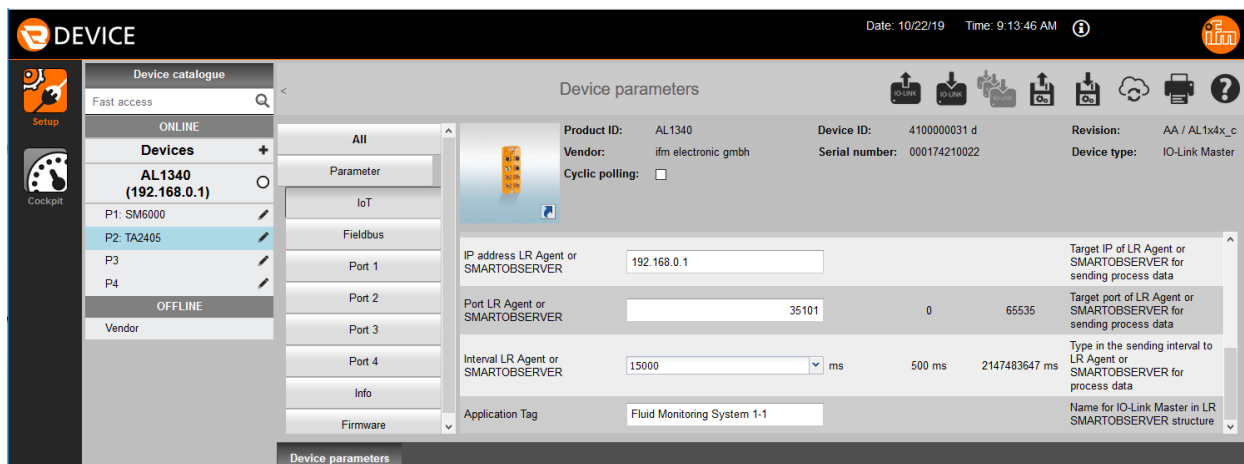 DEVICE
Date: 10/22/19 Time: 9:13:46 AM
ifm
Setup
Cockpit
Device catalogue
Fast access
ONLINE
Devices +
AL1340
(192.168.0.1)
P1: SM6000
P2: TA2405
P3
P4
OFFLINE
Vendor
<
Device parameters
IO-LINK
IO-LINK
All
Parameter
IoT
Fieldbus
Port 1
Port 2
Port 3
Port 4
Info
Firmware
Product ID: AL1340 Device ID: 4100000031 d Revision: AA / AL1x4x_c
Vendor: ifm electronic gmbh Serial number: 000174210022 Device type: IO-Link Master
Cyclic polling:
IP address LR Agent or
SMARTOBSERVER
192.168.0.1
Target IP of LR Agent or
SMARTOBSERVER for
sending process data
Port LR Agent or
SMARTOBSERVER
35101 0 65535
Target port of LR Agent or
SMARTOBSERVER for
sending process data
Interval LR Agent or
SMARTOBSERVER
15000 ms 500 ms 2147483647 ms
Type in the sending interval to
LR Agent or
SMARTOBSERVER for
process data
Application Tag
Fluid Monitoring System 1-1
Name for IO-Link Master in LR
SMARTOBSERVER structure
Device parameters